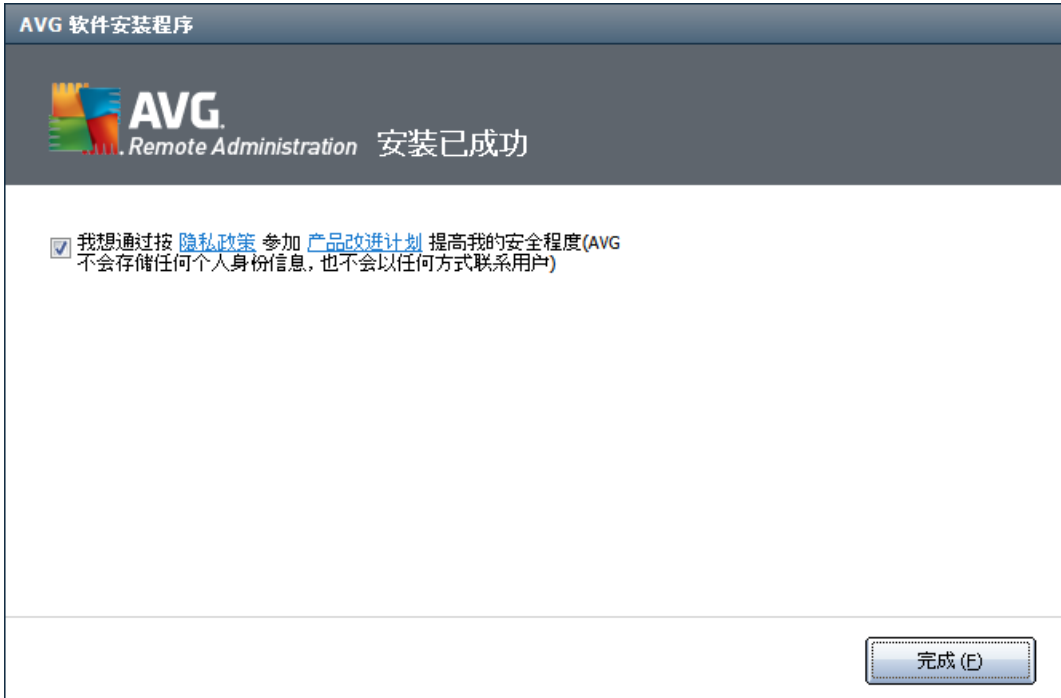 AVG 软件安装程序
AVG.
Remote Administration 安装已成功
我想通过按 隐私政策 参加 产品改进计划 提高我的安全程度(AVG
不会存储任何个人身份信息, 也不会以任何方式联系用户)
完成 (F)